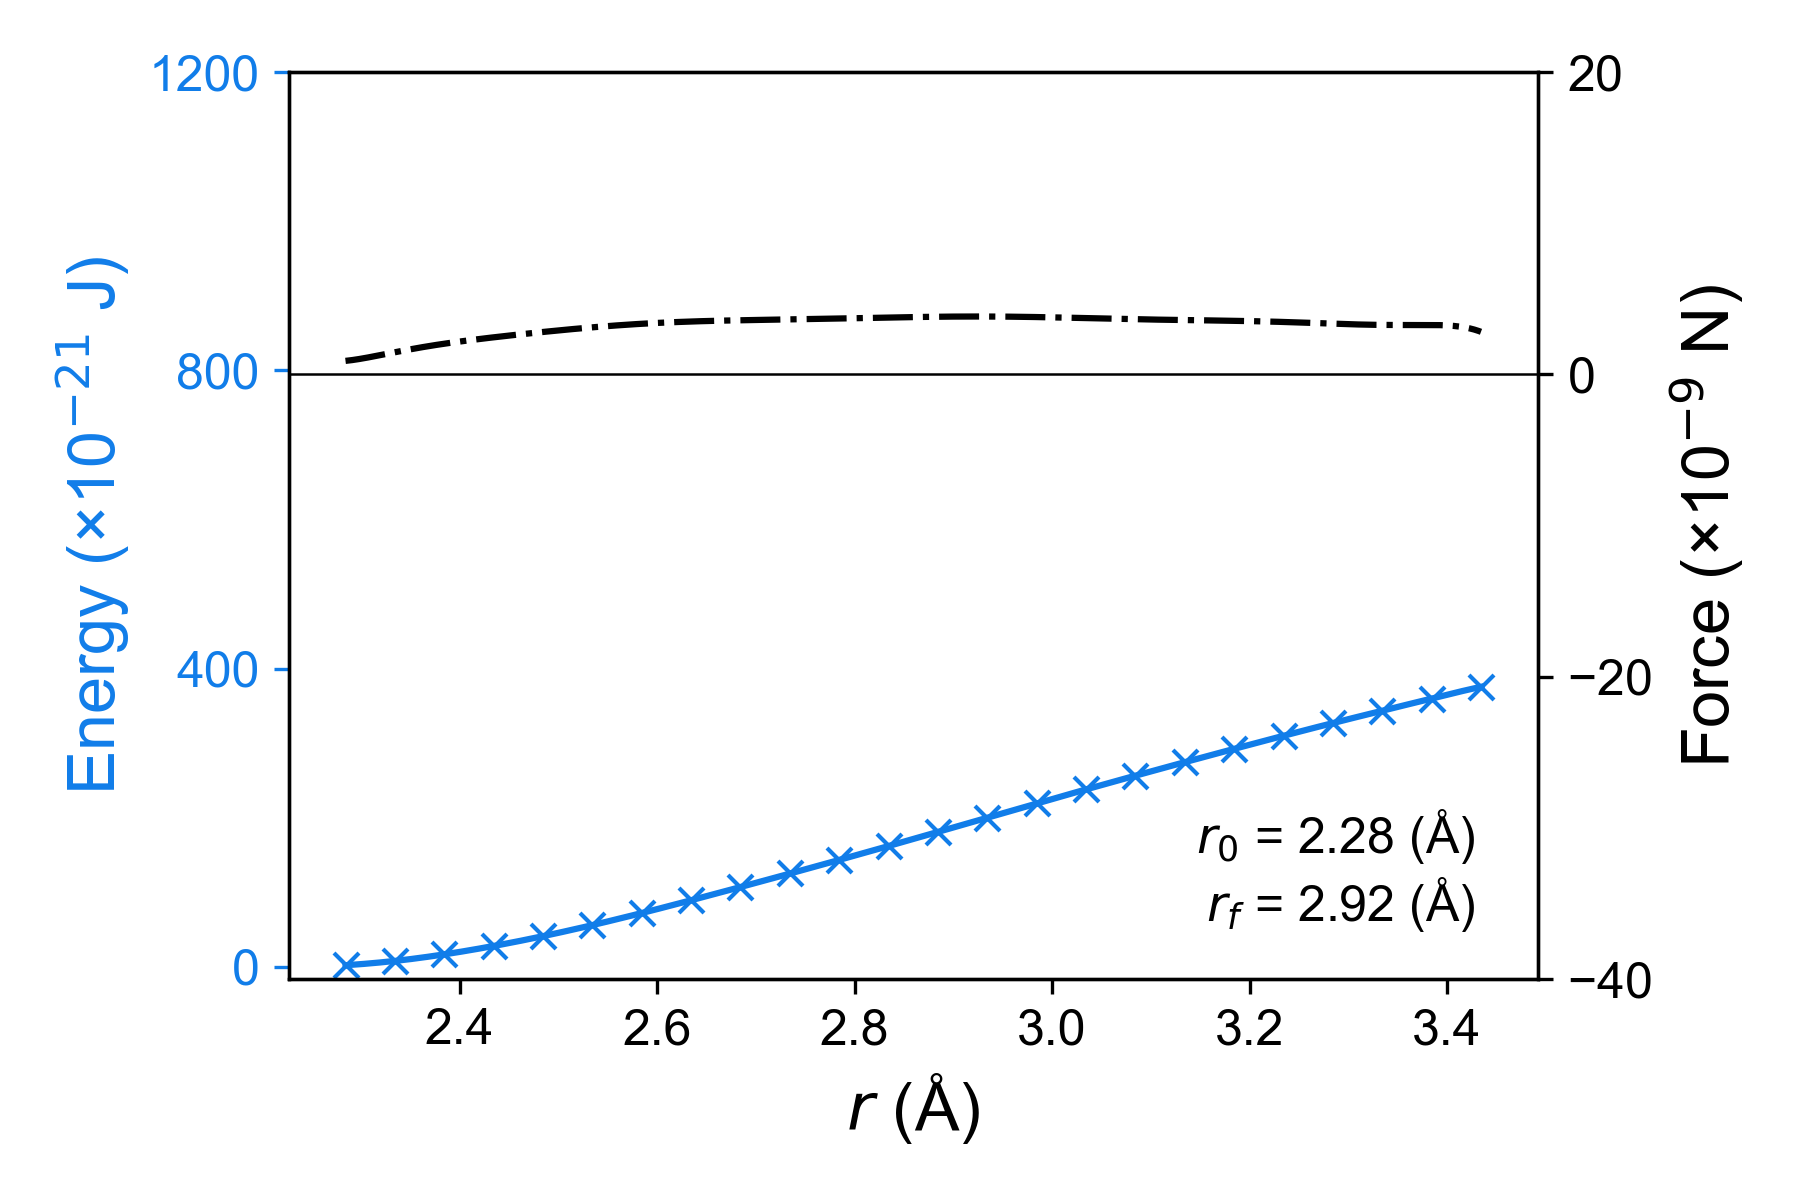 1200
800
400
0
Energy (×10⁻²¹ J)
20
0
−20
−40
Force (×10⁻⁹ N)
r₀ = 2.28 (Å)
r_f = 2.92 (Å)
2.4 2.6 2.8 3.0 3.2 3.4
r (Å)